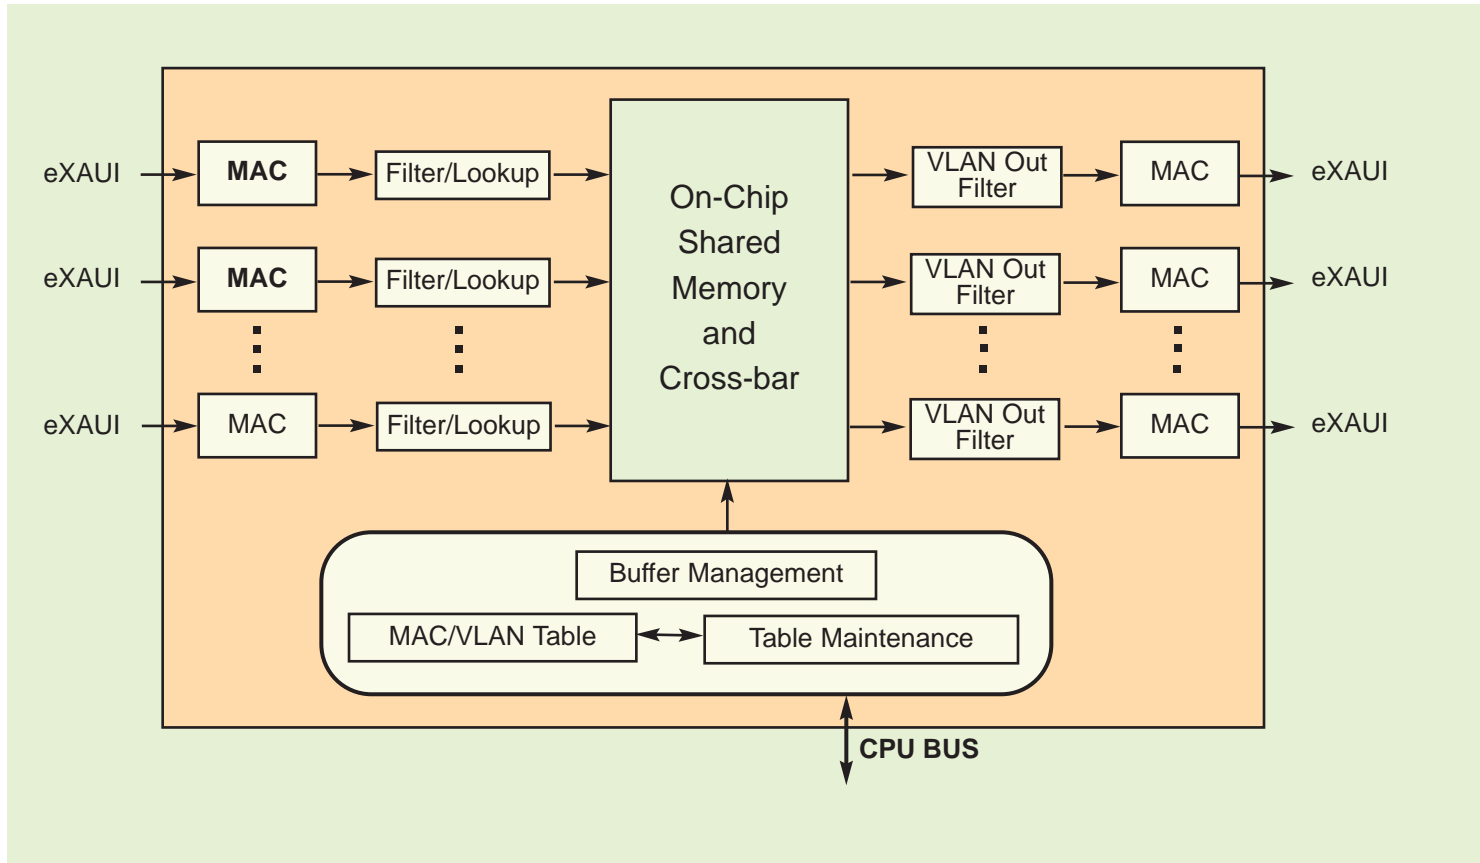 eXAUI
MAC
Filter/Lookup
VLAN Out
Filter
MAC
eXAUI
On-Chip
Shared
Memory
and
Cross-bar
eXAUI
MAC
Filter/Lookup
VLAN Out
Filter
MAC
eXAUI
eXAUI
MAC
Filter/Lookup
VLAN Out
Filter
MAC
eXAUI
Buffer Management
MAC/VLAN Table
Table Maintenance
CPU BUS